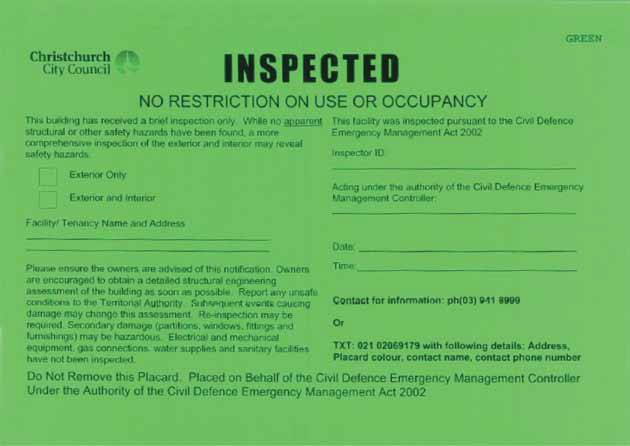 GREEN
Christchurch
City Council
INSPECTED
NO RESTRICTION ON USE OR OCCUPANCY
This building has received a brief inspection only. While no apparent
structural or other safety hazards have been found, a more
comprehensive inspection of the exterior and interior may reveal
safety hazards.
Exterior Only
Exterior and Interior
Facility/ Tenancy Name and Address
Please ensure the owners are advised of this notification. Owners
are encouraged to obtain a detailed structural engineering
assessment of the building as soon as possible. Report any unsafe
conditions to the Territorial Authority. Subsequent events causing
damage may change this assessment. Re-inspection may be
required. Secondary damage (partitions, windows, fittings and
furnishings) may be hazardous. Electrical and mechanical
equipment, gas connections, water supplies and sanitary facilities
have not been inspected.
This facility was inspected pursuant to the Civil Defence
Emergency Management Act 2002
Inspector ID:
Acting under the authority of the Civil Defence Emergency
Management Controller:
Date:
Time:
Contact for information: ph(03) 941 8999
Or
TXT: 021 02069179 with following details: Address,
Placard colour, contact name, contact phone number
Do Not Remove this Placard. Placed on Behalf of the Civil Defence Emergency Management Controller
Under the Authority of the Civil Defence Emergency Management Act 2002